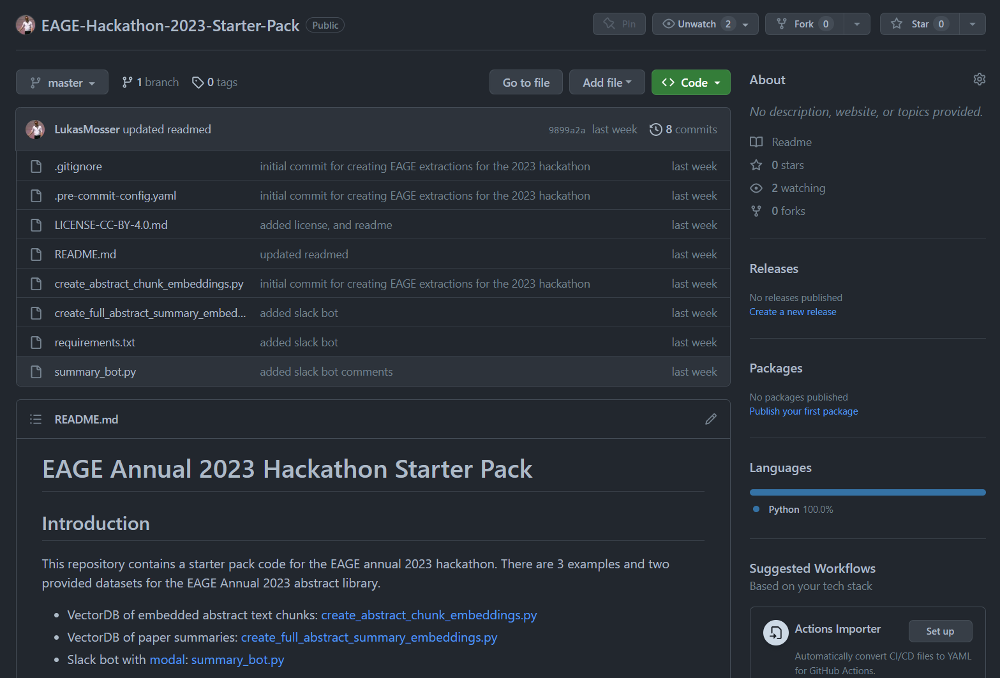 EAGE-Hackathon-2023-Starter-Pack Public
Pin
Unwatch 2
Fork 0
Star 0
master
1 branch
0 tags
Go to file
Add file
Code
LukasMosser updated readmed
9899a2a last week
8 commits
.gitignore initial commit for creating EAGE extractions for the 2023 hackathon last week
.pre-commit-config.yaml initial commit for creating EAGE extractions for the 2023 hackathon last week
LICENSE-CC-BY-4.0.md added license, and readme last week
README.md updated readmed last week
create_abstract_chunk_embeddings.py initial commit for creating EAGE extractions for the 2023 hackathon last week
create_full_abstract_summary_embed... added slack bot last week
requirements.txt added slack bot last week
summary_bot.py added slack bot comments last week
README.md
EAGE Annual 2023 Hackathon Starter Pack
Introduction
This repository contains a starter pack code for the EAGE annual 2023 hackathon. There are 3 examples and two
provided datasets for the EAGE Annual 2023 abstract library.
• VectorDB of embedded abstract text chunks: create_abstract_chunk_embeddings.py
• VectorDB of paper summaries: create_full_abstract_summary_embeddings.py
• Slack bot with modal: summary_bot.py
About
No description, website, or topics provided.
Readme
0 stars
2 watching
0 forks
Releases
No releases published
Create a new release
Packages
No packages published
Publish your first package
Languages
Python 100.0%
Suggested Workflows
Based on your tech stack
Actions Importer
Set up
Automatically convert CI/CD files to YAML
for GitHub Actions.